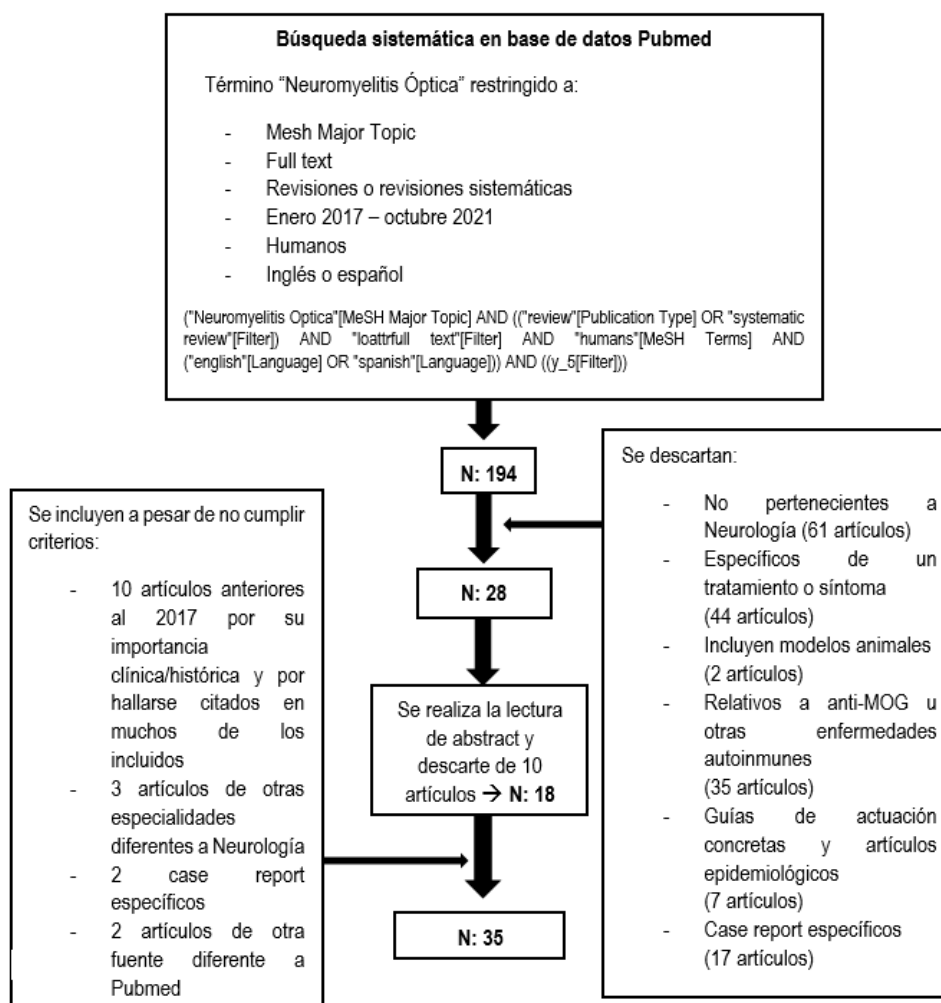 Búsqueda sistemática en base de datos Pubmed
Término “Neuromyelitis Óptica” restringido a:
- Mesh Major Topic
- Full text
- Revisiones o revisiones sistemáticas
- Enero 2017 – octubre 2021
- Humanos
- Inglés o español
("Neuromyelitis Optica"[MeSH Major Topic] AND (("review"[Publication Type] OR "systematic
review"[Filter]) AND "loattrfull text"[Filter] AND "humans"[MeSH Terms] AND
("english"[Language] OR "spanish"[Language])) AND ((y_5[Filter]))
N: 194
Se descartan:
- No pertenecientes a
Neurología (61 artículos)
- Específicos de un
tratamiento o síntoma
(44 artículos)
- Incluyen modelos animales
(2 artículos)
- Relativos a anti-MOG u
otras enfermedades
autoinmunes
(35 artículos)
- Guías de actuación
concretas y artículos
epidemiológicos
(7 artículos)
- Case report específicos
(17 artículos)
N: 28
Se realiza la lectura
de abstract y
descarte de 10
artículos → N: 18
Se incluyen a pesar de no cumplir
criterios:
- 10 artículos anteriores
al 2017 por su
importancia
clínica/histórica y por
hallarse citados en
muchos de los
incluidos
- 3 artículos de otras
especialidades
diferentes a Neurología
- 2 case report
específicos
- 2 artículos de otra
fuente diferente a
Pubmed
N: 35